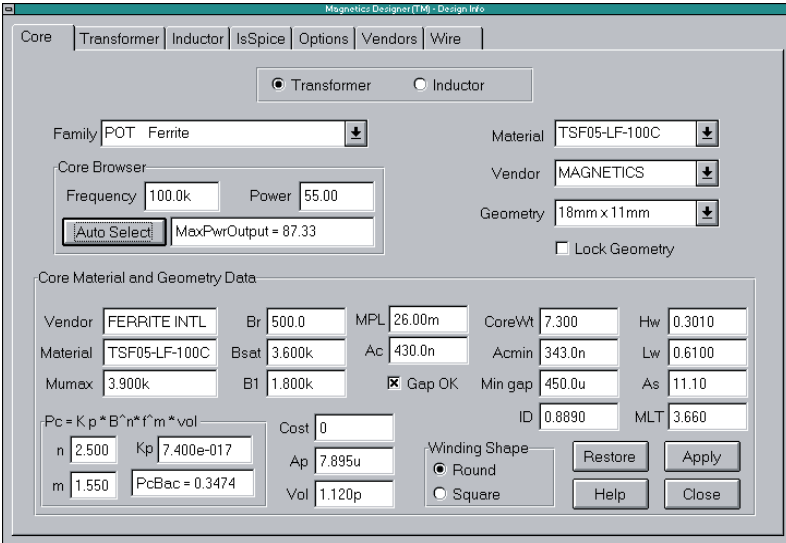 Magnetics Designer(TM) - Design Info
Core Transformer Inductor IsSpice Options Vendors Wire
Transformer Inductor
Family POT Ferrite
Material TSF05-LF-100C
Core Browser
Vendor MAGNETICS
Frequency 100.0k Power 55.00
Geometry 18mm x 11mm
Auto Select MaxPwrOutput = 87.33
Lock Geometry
Core Material and Geometry Data
Vendor FERRITE INTL Br 500.0 MPL 26.00m CoreWt 7.300 Hw 0.3010
Material TSF05-LF-100C Bsat 3.600k Ac 430.0n Acmin 343.0n Lw 0.6100
Mumax 3.900k B1 1.800k Gap OK Min gap 450.0u As 11.10
ID 0.8890 MLT 3.660
Pc = K p * B^n* f^m * vol
Cost 0
n 2.500 Kp 7.400e-017
Ap 7.895u
Winding Shape
Round
Restore Apply
m 1.550 PcBac = 0.3474
Vol 1.120p
Square
Help Close